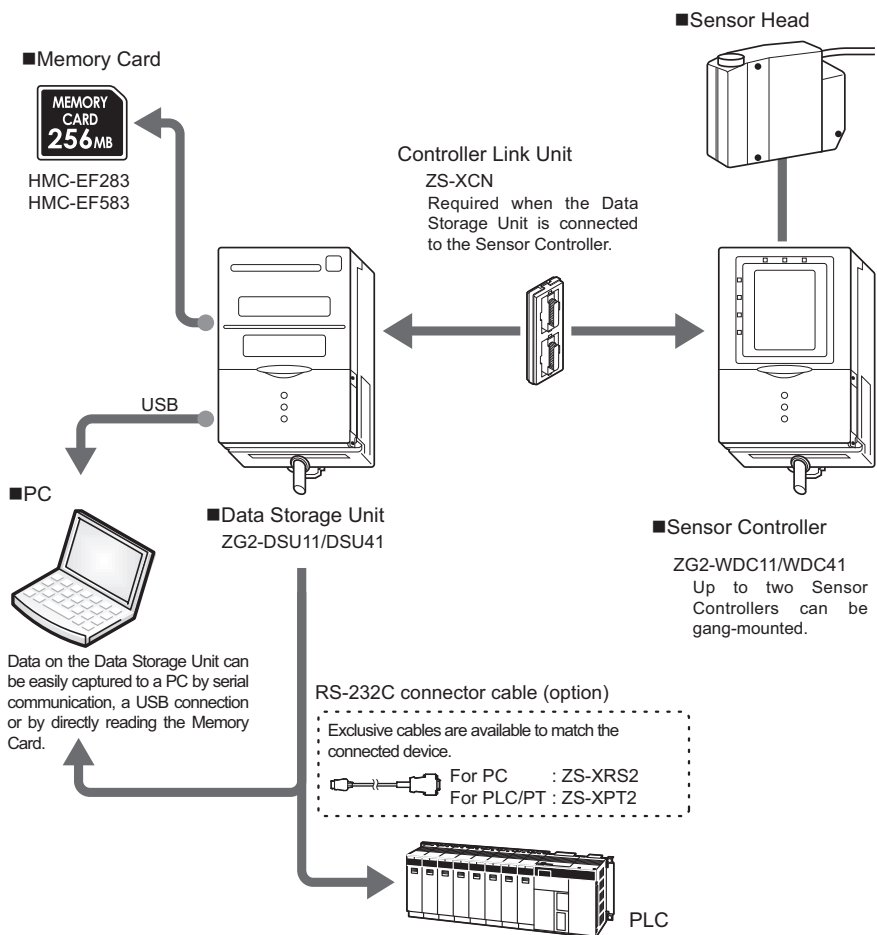 ■Sensor Head
■Memory Card
MEMORY
CARD
256MB
HMC-EF283
HMC-EF583
Controller Link Unit
ZS-XCN
Required when the Data
Storage Unit is connected
to the Sensor Controller.
USB
■PC
■Data Storage Unit
ZG2-DSU11/DSU41
■Sensor Controller
ZG2-WDC11/WDC41
Up to two Sensor
Controllers can be
gang-mounted.
Data on the Data Storage Unit can
be easily captured to a PC by serial
communication, a USB connection
or by directly reading the Memory
Card.
RS-232C connector cable (option)
Exclusive cables are available to match the
connected device.
For PC : ZS-XRS2
For PLC/PT : ZS-XPT2
PLC